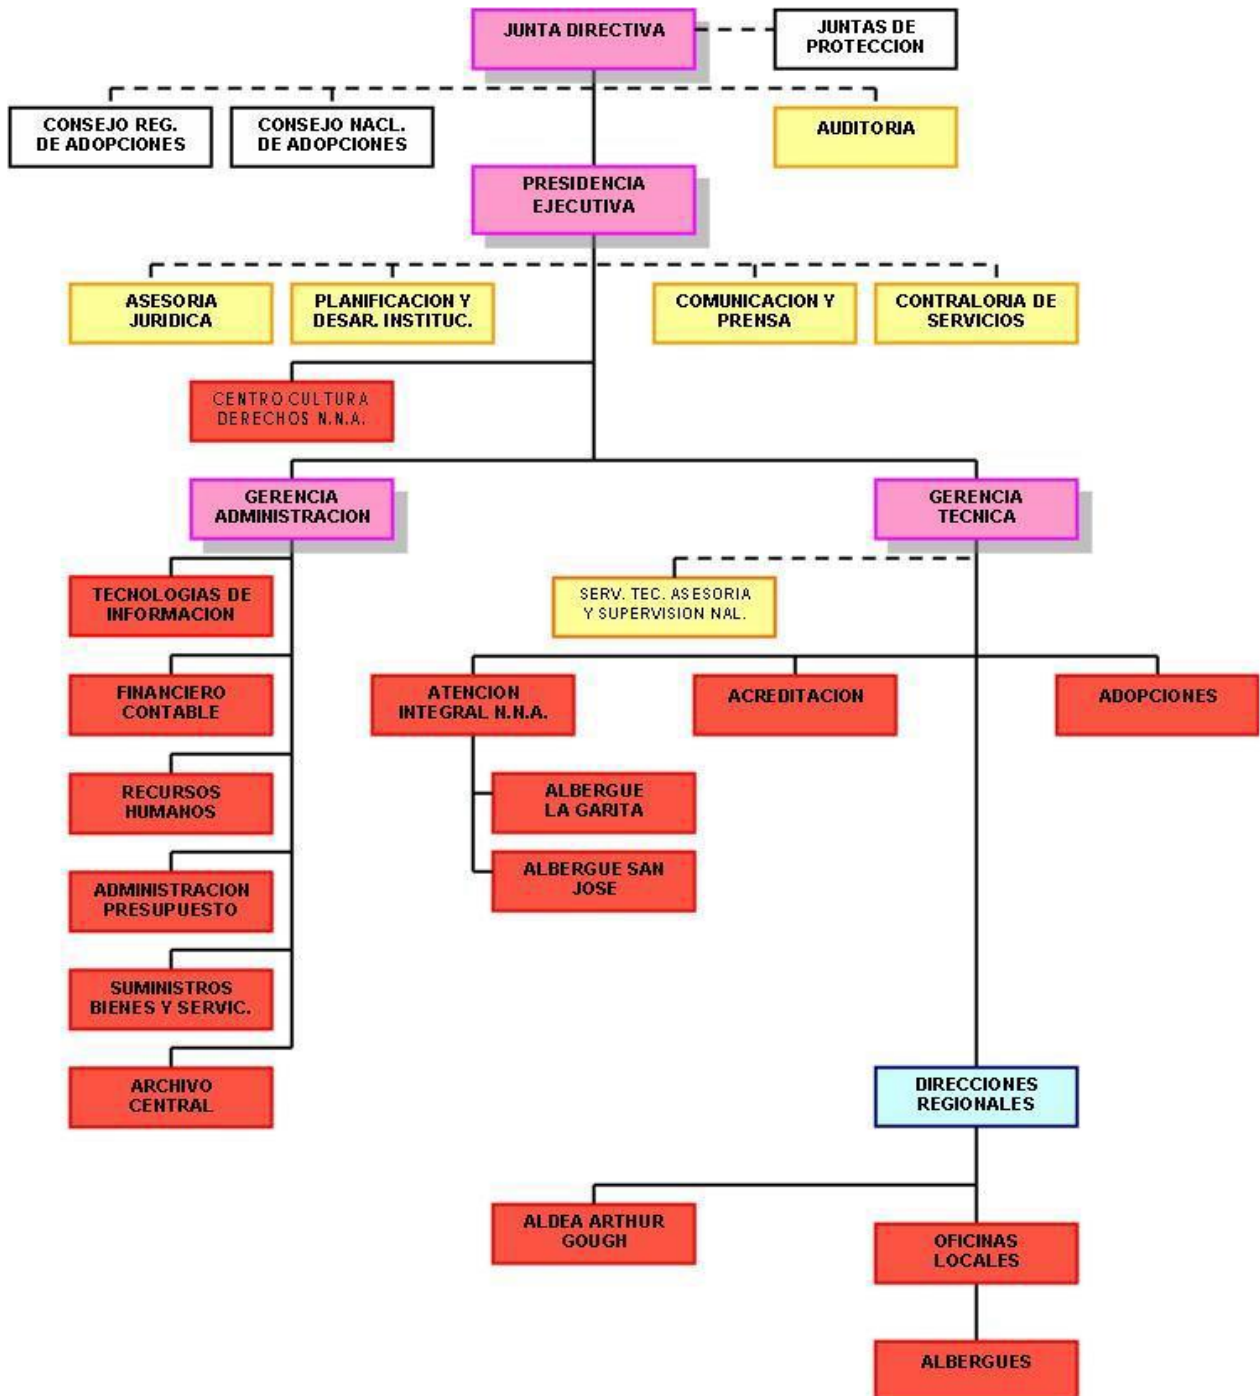 JUNTA DIRECTIVA
JUNTAS DE
PROTECCION
CONSEJO REG.
DE ADOPCIONES
CONSEJO NACL.
DE ADOPCIONES
AUDITORIA
PRESIDENCIA
EJECUTIVA
ASESORIA
JURIDICA
PLANIFICACION Y
DESAR. INSTITUC.
COMUNICACION Y
PRENSA
CONTRALORIA DE
SERVICIOS
CENTRO CULTURA
DERECHOS N.N.A.
GERENCIA
ADMINISTRACION
GERENCIA
TECNICA
TECNOLOGIAS DE
INFORMACION
SERV. TEC. ASESORIA
Y SUPERVISION NAL.
FINANCIERO
CONTABLE
ATENCION
INTEGRAL N.N.A.
ACREDITACION
ADOPCIONES
RECURSOS
HUMANOS
ALBERGUE
LA GARITA
ADMINISTRACION
PRESUPUESTO
ALBERGUE SAN
JOSE
SUMINISTROS
BIENES Y SERVIC.
ARCHIVO
CENTRAL
DIRECCIONES
REGIONALES
ALDEA ARTHUR
GOUGH
OFICINAS
LOCALES
ALBERGUES